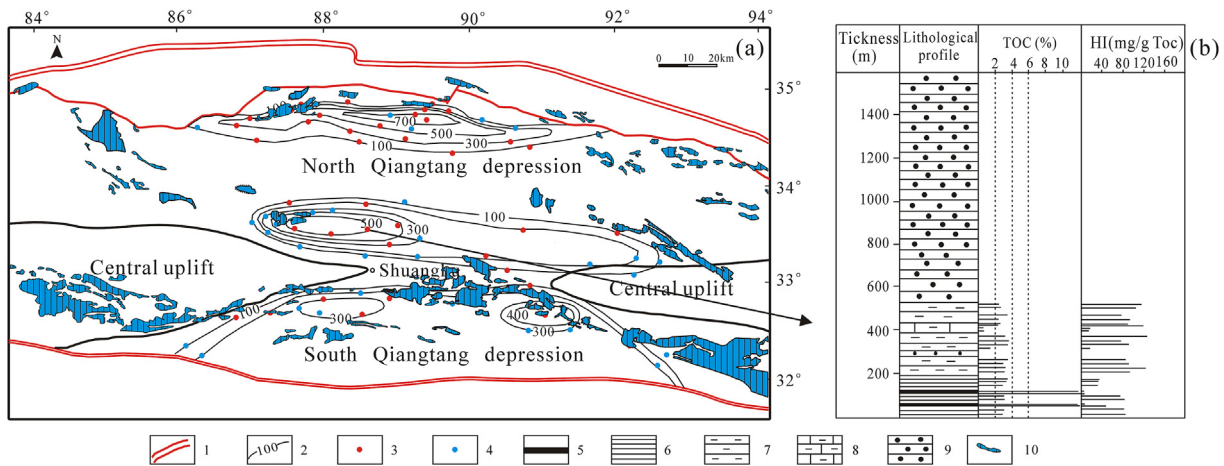 84° 86° 88° 90° 92° 94°
N
(a)
0 10 20km
35°
100
700
500
300
100
North Qiangtang depression
34°
100
500
300
Central uplift
Shuanghu
33°
Central uplift
100
300
400
300
South Qiangtang depression
32°
Tickness (m)
Lithological profile
TOC (%)
HI(mg/g Toc)
(b)
2 4 6 8 10
40 80 120 160
1400
1200
1000
800
600
400
200
100
1 2 3 4 5 6 7 8 9 10